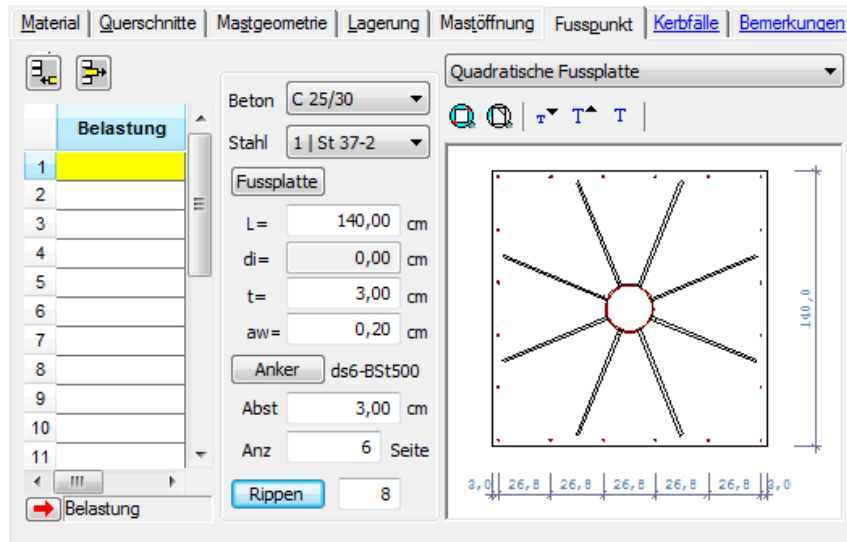 Material Querschnitte Mastgeometrie Lagerung Mastöffnung Fusspunkt Kerbfälle Bemerkungen
Quadratische Fussplatte
Beton C 25/30
T T T
Belastung
Stahl 1 | St 37-2
1
Fussplatte
2
L= 140,00 cm
3
4
di= 0,00 cm
5
t= 3,00 cm
6
140,0
7
aw= 0,20 cm
8
Anker ds6-BSt500
9
Abst 3,00 cm
10
11
Anz 6 Seite
3,0 26,8 26,8 26,8 26,8 26,8 3,0
Rippen 8
Belastung